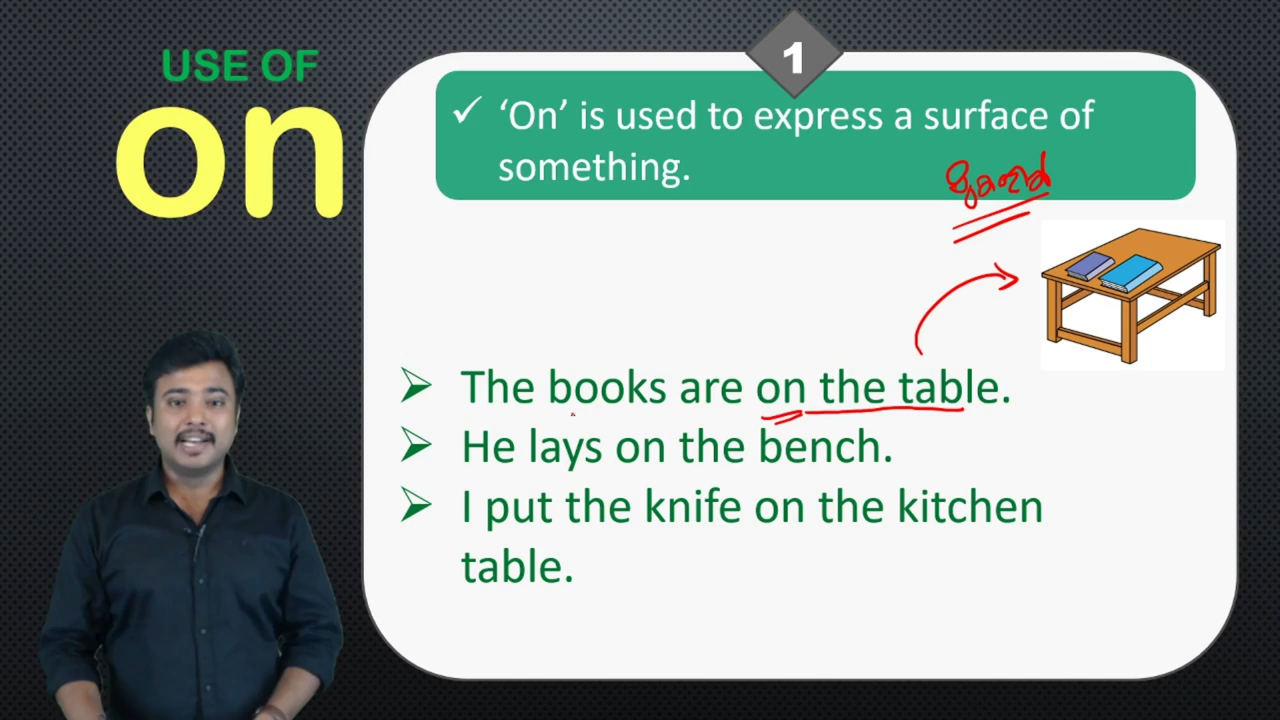 USE OF
on
1
✓ ‘On’ is used to express a surface of
something.
➢ The books are on the table.
➢ He lays on the bench.
➢ I put the knife on the kitchen
table.